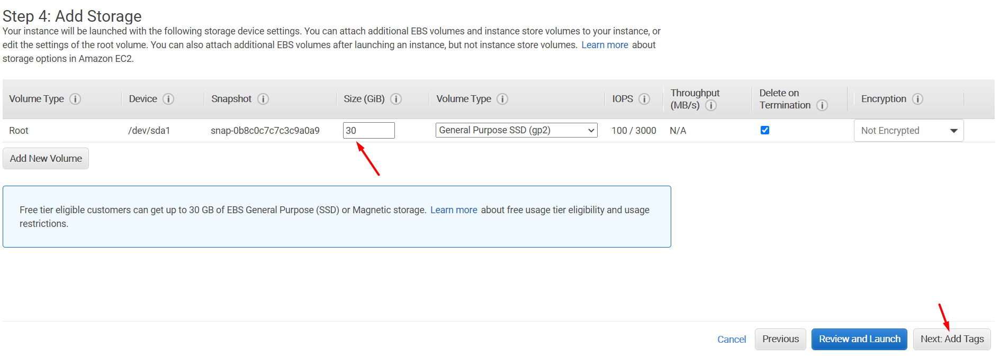 Step 4: Add Storage
Your instance will be launched with the following storage device settings. You can attach additional EBS volumes and instance store volumes to your instance, or
edit the settings of the root volume. You can also attach additional EBS volumes after launching an instance, but not instance store volumes. Learn more about
storage options in Amazon EC2.
Volume Type Device Snapshot Size (GiB) Volume Type IOPS Throughput (MB/s) Delete on Termination Encryption
Root /dev/sda1 snap-0b8c0c7c7c3c9a0a9 30 General Purpose SSD (gp2) 100 / 3000 N/A Not Encrypted
Add New Volume
Free tier eligible customers can get up to 30 GB of EBS General Purpose (SSD) or Magnetic storage. Learn more about free usage tier eligibility and usage
restrictions.
Cancel Previous Review and Launch Next: Add Tags